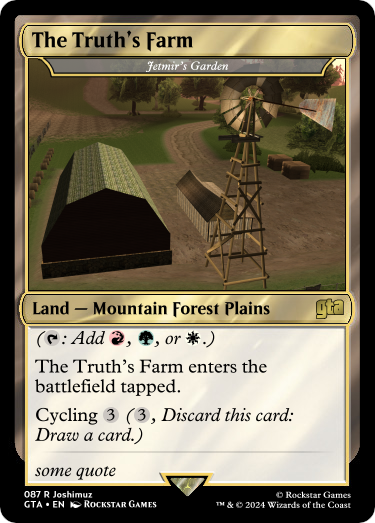 The Truth's Farm
Jetmir's Garden
Land — Mountain Forest Plains
gta
(: Add , , or .)
The Truth's Farm enters the
battlefield tapped.
Cycling 3 (3, Discard this card:
Draw a card.)
some quote
087 R Joshimuz
GTA • EN Rockstar Games
© Rockstar Games
™ & © 2024 Wizards of the Coast